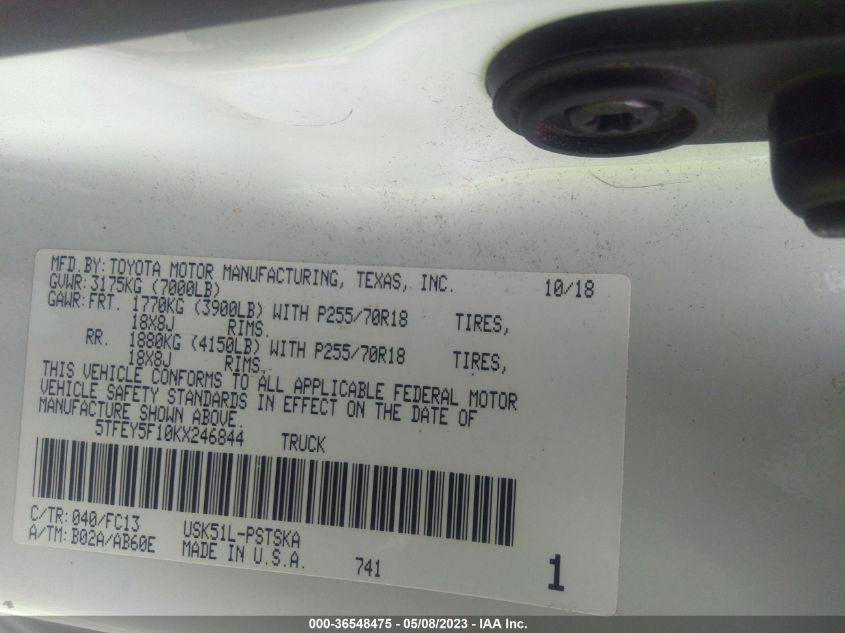 MFD.BY: TOYOTA MOTOR MANUFACTURING, TEXAS, INC. 10/18
GVWR: 3175KG (7000LB)
GAWR: FRT. 1770KG (3900LB) WITH P255/70R18 TIRES,
18X8J RIMS.
RR. 1880KG (4150LB) WITH P255/70R18 TIRES,
18X8J RIMS.
THIS VEHICLE CONFORMS TO ALL APPLICABLE FEDERAL MOTOR
VEHICLE SAFETY STANDARDS IN EFFECT ON THE DATE OF
MANUFACTURE SHOWN ABOVE.
5TFEY5F10KX246844 TRUCK
C/TR: 040/FC13 USK51L-PSTSKA
A/TM: B02A/AB60E MADE IN U.S.A. 741 1
000-36548475 — 05/08/2023 — IAA Inc.